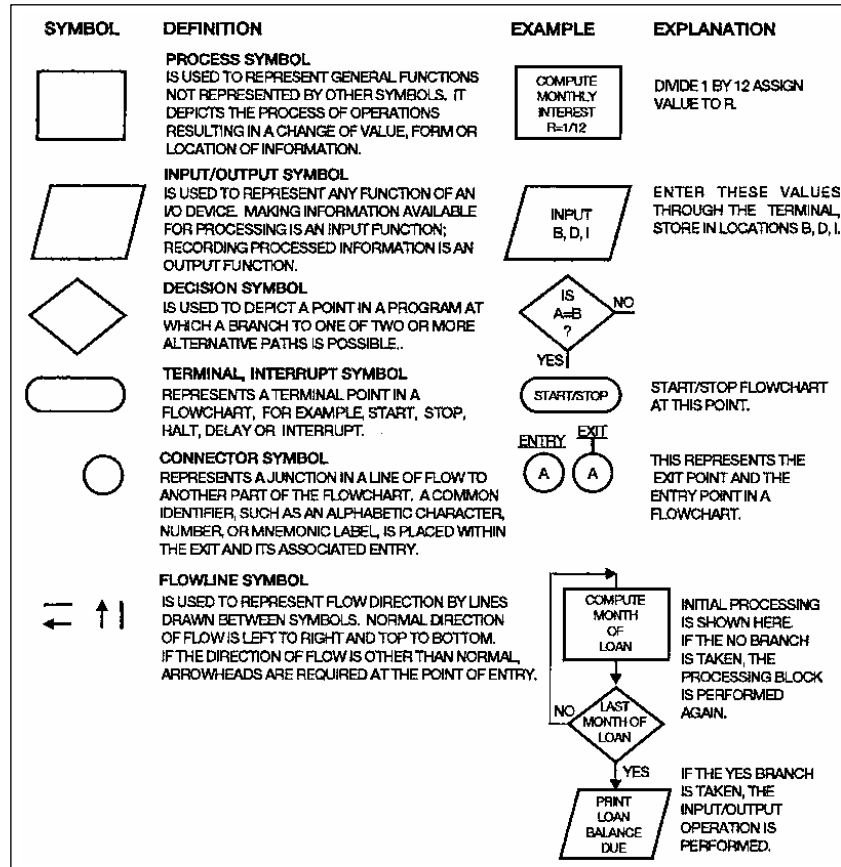 SYMBOL DEFINITION EXAMPLE EXPLANATION
PROCESS SYMBOL
IS USED TO REPRESENT GENERAL FUNCTIONS
NOT REPRESENTED BY OTHER SYMBOLS. IT
DEPICTS THE PROCESS OF OPERATIONS
RESULTING IN A CHANGE OF VALUE, FORM OR
LOCATION OF INFORMATION.
COMPUTE
MONTHLY
INTEREST
R=1/12
DIVIDE 1 BY 12 ASSIGN
VALUE TO R.
INPUT/OUTPUT SYMBOL
IS USED TO REPRESENT ANY FUNCTION OF AN
I/O DEVICE. MAKING INFORMATION AVAILABLE
FOR PROCESSING IS AN INPUT FUNCTION;
RECORDING PROCESSED INFORMATION IS AN
OUTPUT FUNCTION.
INPUT
B, D, I
ENTER THESE VALUES
THROUGH THE TERMINAL,
STORE IN LOCATIONS B, D, I.
DECISION SYMBOL
IS USED TO DEPICT A POINT IN A PROGRAM AT
WHICH A BRANCH TO ONE OF TWO OR MORE
ALTERNATIVE PATHS IS POSSIBLE..
IS
A=B
?
NO
YES
TERMINAL, INTERRUPT SYMBOL
REPRESENTS A TERMINAL POINT IN A
FLOWCHART, FOR EXAMPLE, START, STOP,
HALT, DELAY OR INTERRUPT.
START/STOP
START/STOP FLOWCHART
AT THIS POINT.
CONNECTOR SYMBOL
REPRESENTS A JUNCTION IN A LINE OF FLOW TO
ANOTHER PART OF THE FLOWCHART. A COMMON
IDENTIFIER, SUCH AS AN ALPHABETIC CHARACTER,
NUMBER, OR MNEMONIC LABEL, IS PLACED WITHIN
THE EXIT AND ITS ASSOCIATED ENTRY.
ENTRY EXIT
A A
THIS REPRESENTS THE
EXIT POINT AND THE
ENTRY POINT IN A
FLOWCHART.
FLOWLINE SYMBOL
IS USED TO REPRESENT FLOW DIRECTION BY LINES
DRAWN BETWEEN SYMBOLS. NORMAL DIRECTION
OF FLOW IS LEFT TO RIGHT AND TOP TO BOTTOM.
IF THE DIRECTION OF FLOW IS OTHER THAN NORMAL,
ARROWHEADS ARE REQUIRED AT THE POINT OF ENTRY.
COMPUTE
MONTH
OF
LOAN
INITIAL PROCESSING
IS SHOWN HERE.
IF THE NO BRANCH
IS TAKEN, THE
PROCESSING BLOCK
IS PERFORMED
AGAIN.
NO
LAST
MONTH OF
LOAN
YES
PRINT
LOAN
BALANCE
DUE
IF THE YES BRANCH
IS TAKEN, THE
INPUT/OUTPUT
OPERATION IS
PERFORMED.